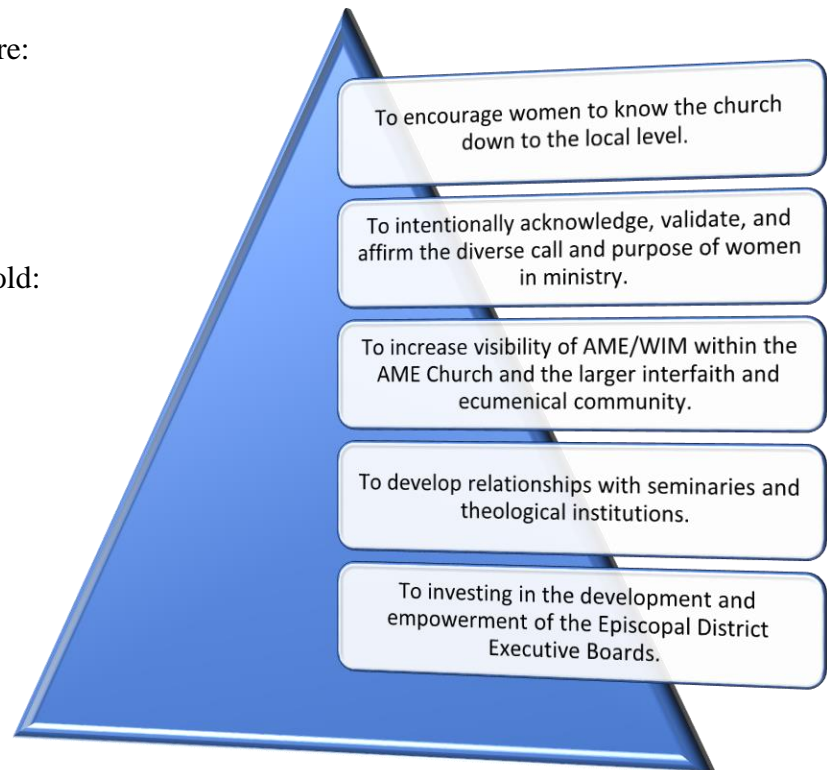 re:
To encourage women to know the church
down to the local level.
To intentionally acknowledge, validate, and
affirm the diverse call and purpose of women
in ministry.
old:
To increase visibility of AME/WIM within the
AME Church and the larger interfaith and
ecumenical community.
To develop relationships with seminaries and
theological institutions.
To investing in the development and
empowerment of the Episcopal District
Executive Boards.